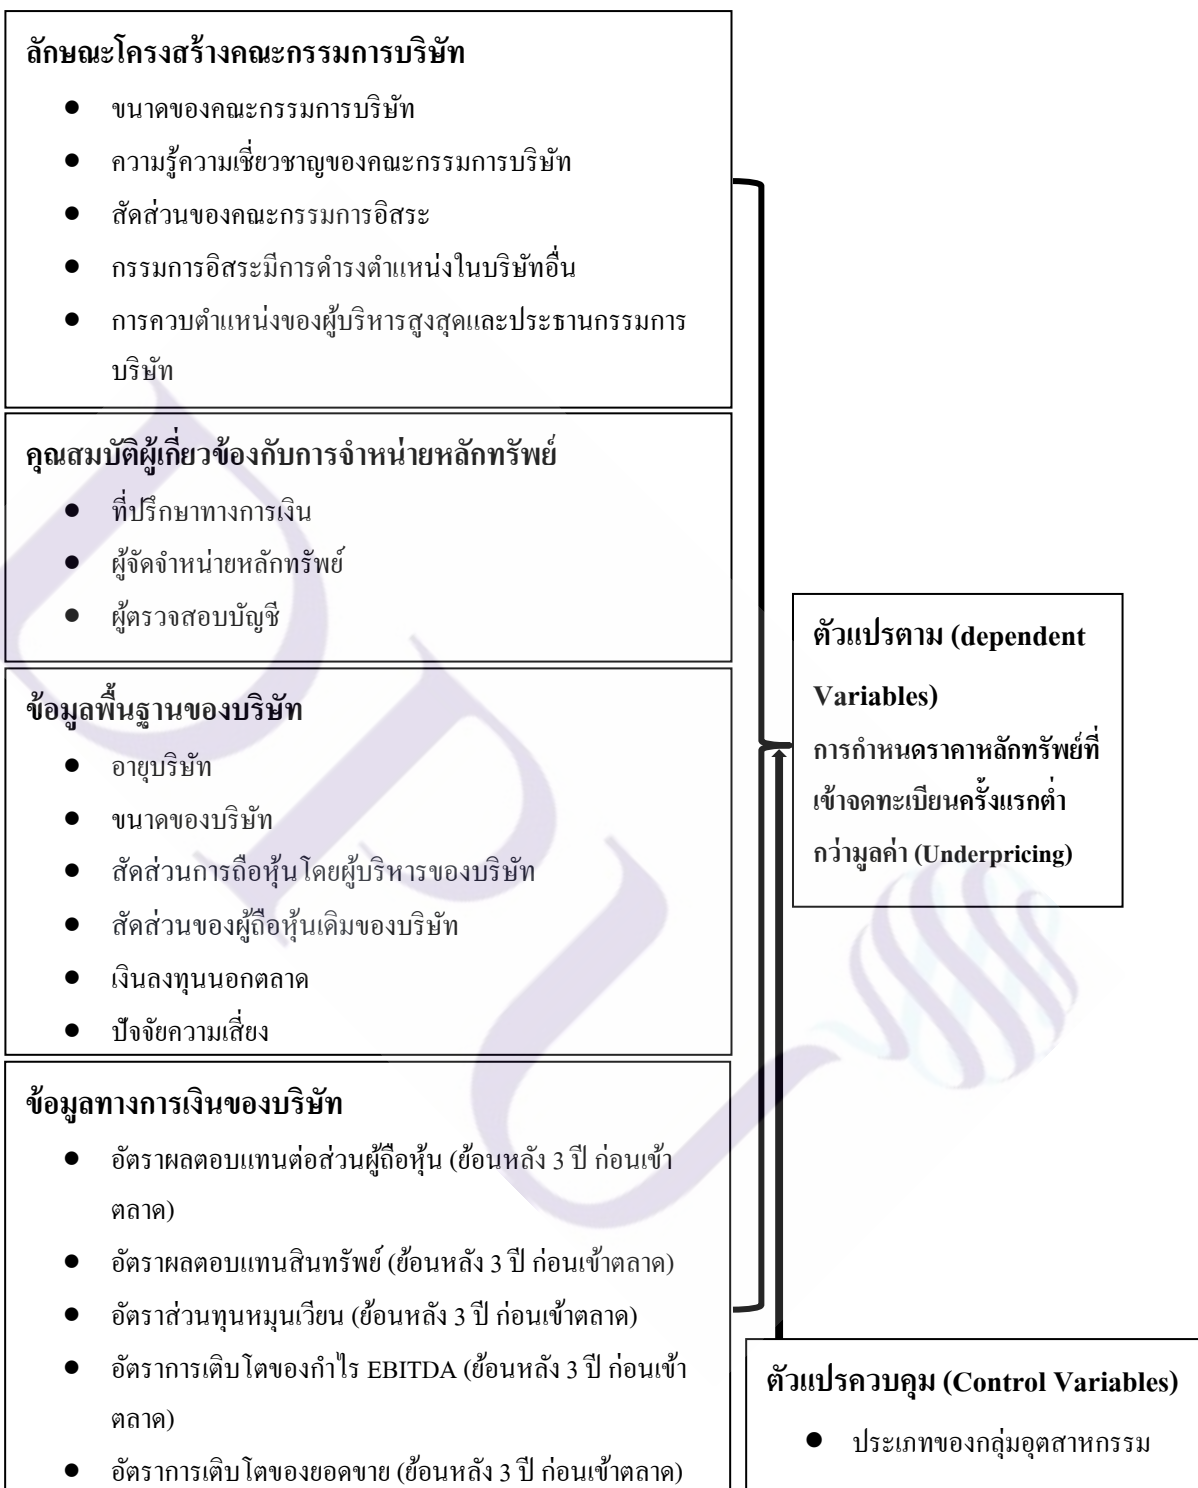 ลักษณะโครงสร้างคณะกรรมการบริษัท
● ขนาดของคณะกรรมการบริษัท
● ความรู้ความเชี่ยวชาญของคณะกรรมการบริษัท
● สัดส่วนของคณะกรรมการอิสระ
● กรรมการอิสระมีการดำรงตำแหน่งในบริษัทอื่น
● การควบตำแหน่งของผู้บริหารสูงสุดและประธานกรรมการ
บริษัท
คุณสมบัติผู้เกี่ยวข้องกับการจำหน่ายหลักทรัพย์
● ที่ปรึกษาทางการเงิน
● ผู้จัดจำหน่ายหลักทรัพย์
● ผู้ตรวจสอบบัญชี
ข้อมูลพื้นฐานของบริษัท
● อายุบริษัท
● ขนาดของบริษัท
● สัดส่วนการถือหุ้นโดยผู้บริหารของบริษัท
● สัดส่วนของผู้ถือหุ้นเดิมของบริษัท
● เงินลงทุนนอกตลาด
● ปัจจัยความเสี่ยง
ข้อมูลทางการเงินของบริษัท
● อัตราผลตอบแทนต่อส่วนผู้ถือหุ้น (ย้อนหลัง 3 ปี ก่อนเข้า
ตลาด)
● อัตราผลตอบแทนสินทรัพย์ (ย้อนหลัง 3 ปี ก่อนเข้าตลาด)
● อัตราส่วนทุนหมุนเวียน (ย้อนหลัง 3 ปี ก่อนเข้าตลาด)
● อัตราการเติบโตของกำไร EBITDA (ย้อนหลัง 3 ปี ก่อนเข้า
ตลาด)
● อัตราการเติบโตของยอดขาย (ย้อนหลัง 3 ปี ก่อนเข้าตลาด)
ตัวแปรตาม (dependent
Variables)
การกำหนดราคาหลักทรัพย์ที่
เข้าจดทะเบียนครั้งแรกต่ำ
กว่ามูลค่า (Underpricing)
ตัวแปรควบคุม (Control Variables)
● ประเภทของกลุ่มอุตสาหกรรม
DPU